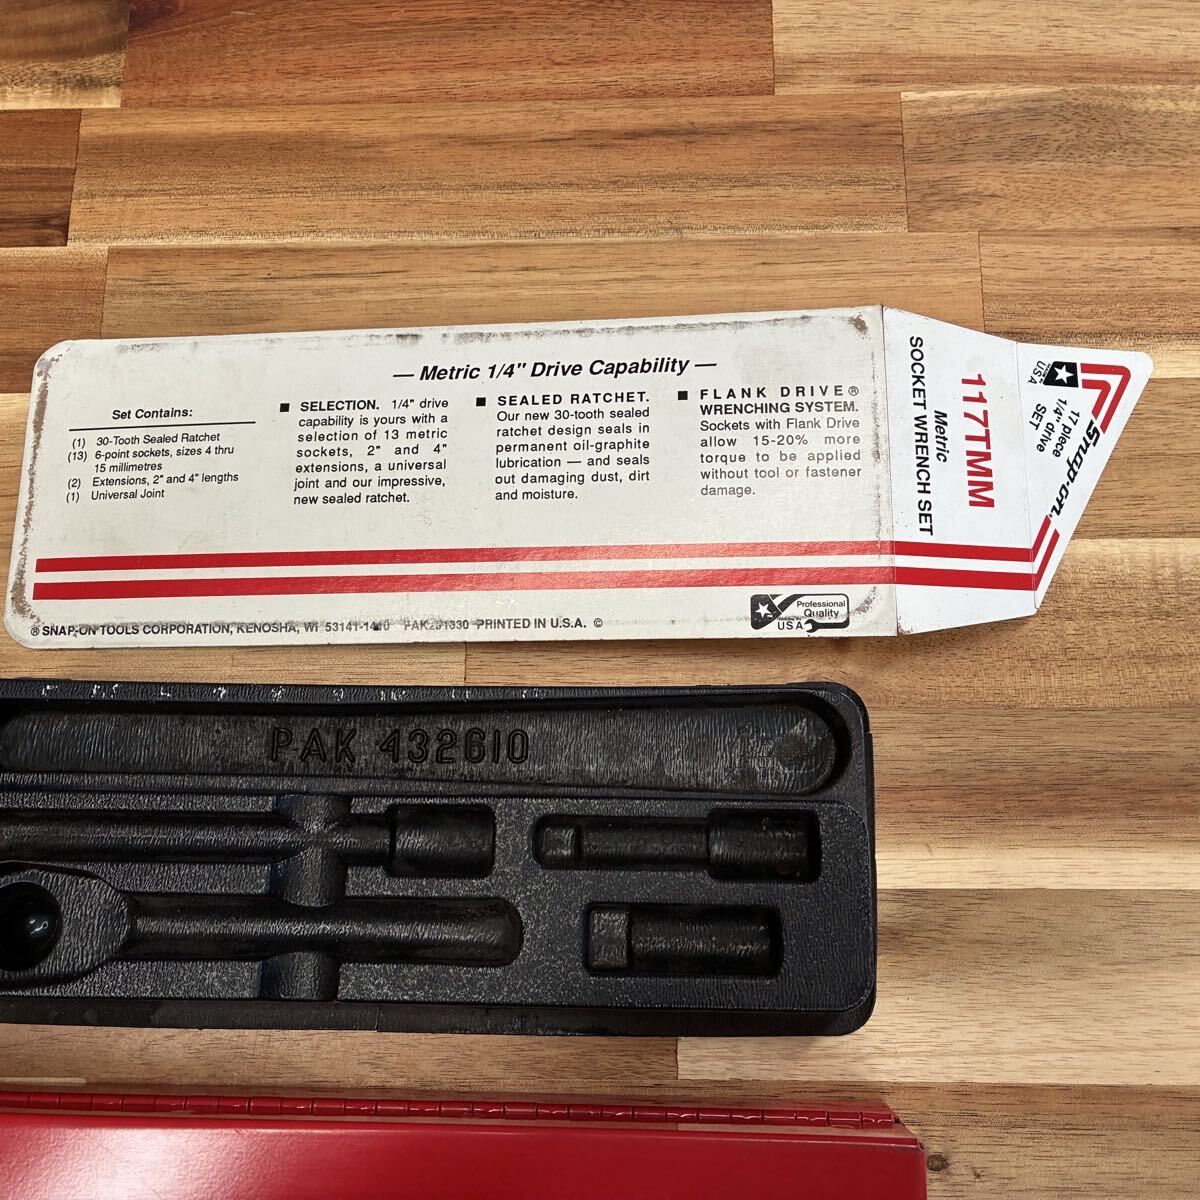 — Metric 1/4" Drive Capability —
Set Contains:
(1) 30-Tooth Sealed Ratchet
(13) 6-point sockets, sizes 4 thru
15 millimetres
(2) Extensions, 2" and 4" lengths
(1) Universal Joint
■ SELECTION. 1/4" drive
capability is yours with a
selection of 13 metric
sockets, 2" and 4"
extensions, a universal
joint and our impressive,
new sealed ratchet.
■ SEALED RATCHET.
Our new 30-tooth sealed
ratchet design seals in
permanent oil-graphite
lubrication — and seals
out damaging dust, dirt
and moisture.
■ FLANK DRIVE®
WRENCHING SYSTEM.
Sockets with Flank Drive
allow 15-20% more
torque to be applied
without tool or fastener
damage.
® SNAP-ON TOOLS CORPORATION, KENOSHA, WI 53141-1410 PRINTED IN U.S.A. ©
Professional
Quality
USA
117TMM
Metric
SOCKET WRENCH SET
USA
Snap-on.
17 piece
1/4" drive
SET
PAK 432610